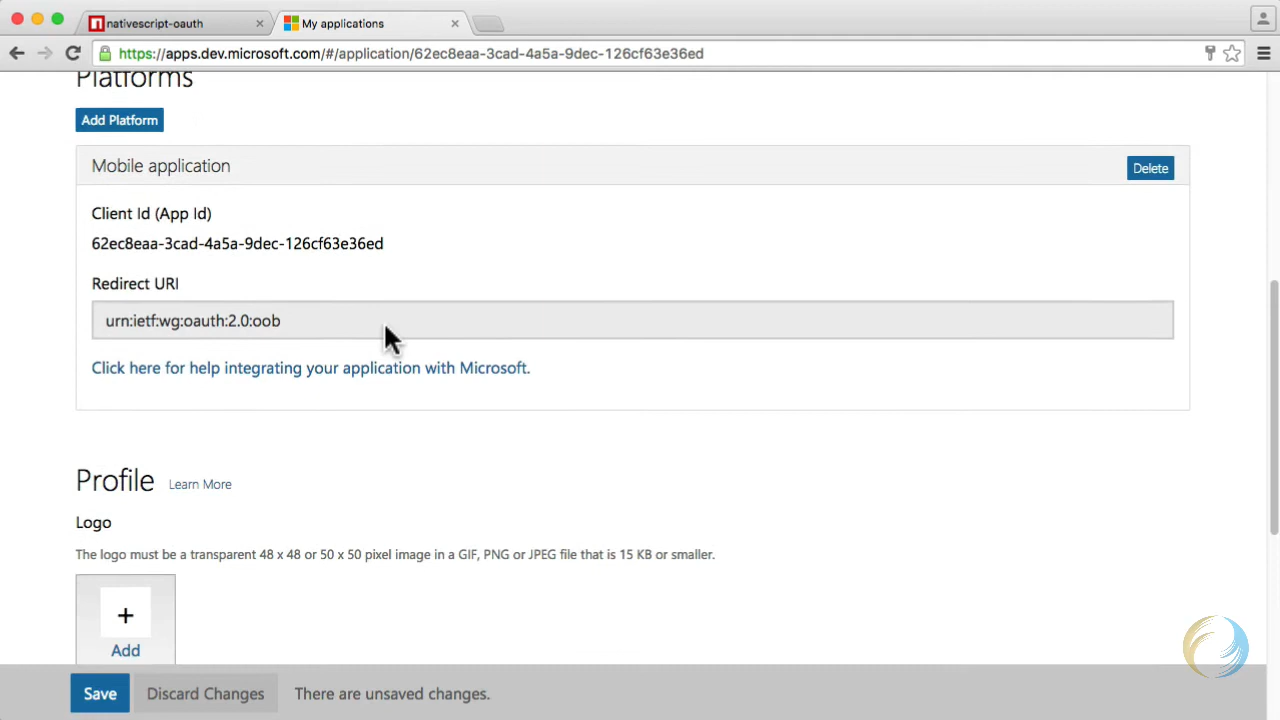 nativescript-oauth
My applications
https://apps.dev.microsoft.com/#/application/62ec8eaa-3cad-4a5a-9dec-126cf63e36ed
Platforms
Add Platform
Mobile application
Delete
Client Id (App Id)
62ec8eaa-3cad-4a5a-9dec-126cf63e36ed
Redirect URI
urn:ietf:wg:oauth:2.0:oob
Click here for help integrating your application with Microsoft.
Profile Learn More
Logo
The logo must be a transparent 48 x 48 or 50 x 50 pixel image in a GIF, PNG or JPEG file that is 15 KB or smaller.
+
Add
Save Discard Changes There are unsaved changes.